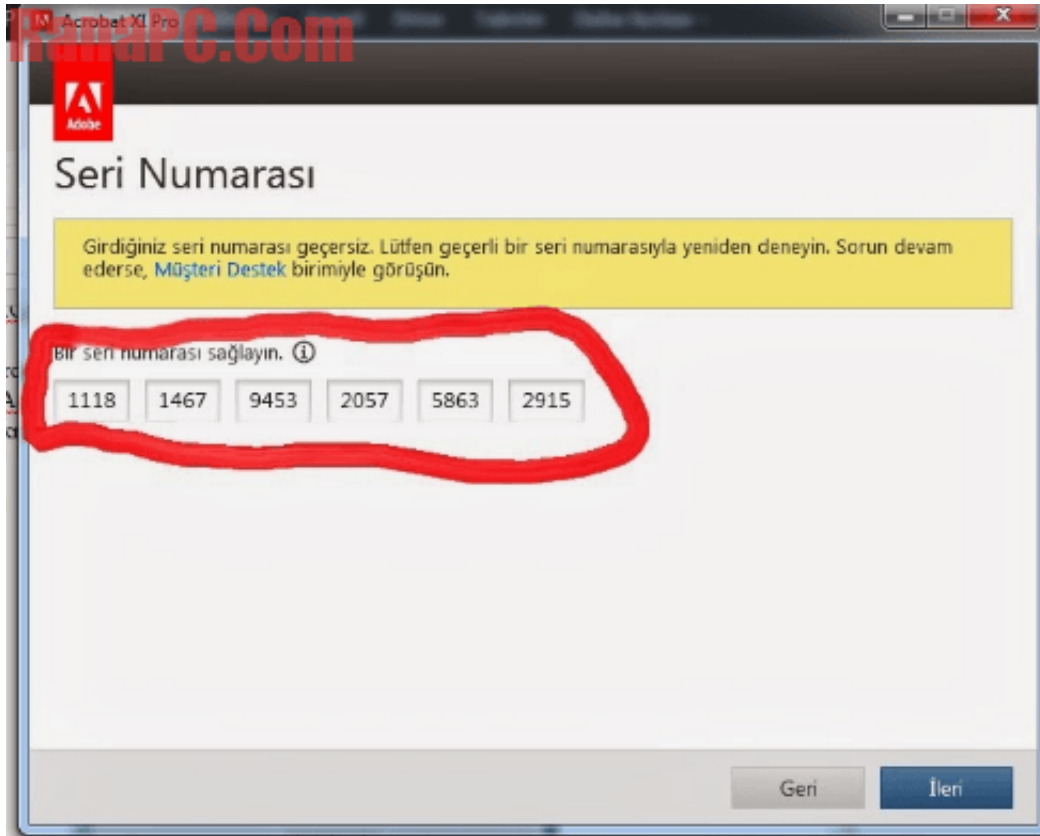 Acrobat XI Pro
RanaPC.Com
Adobe
Seri Numarası
Girdiğiniz seri numarası geçersiz. Lütfen geçerli bir seri numarasıyla yeniden deneyin. Sorun devam
ederse, Müşteri Destek birimiyle görüşün.
Bir seri numarası sağlayın.
1118 1467 9453 2057 5863 2915
Geri İleri